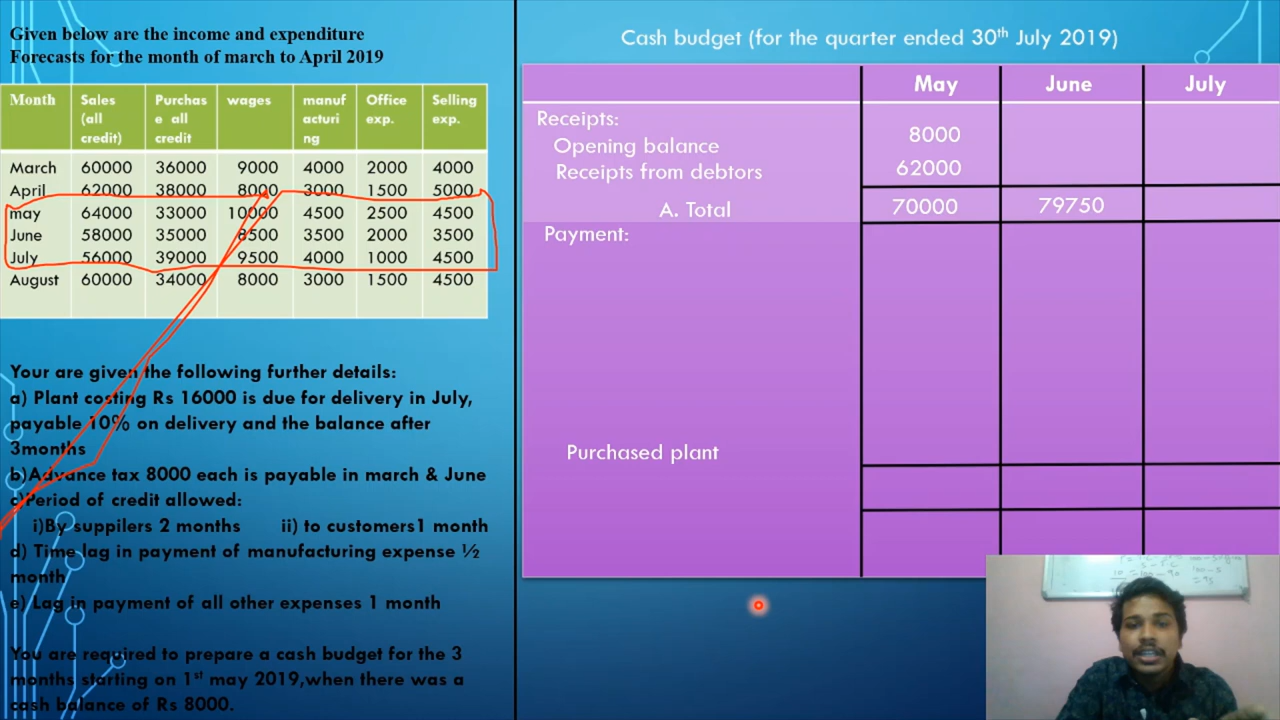 Given below are the income and expenditure
Forecasts for the month of march to April 2019
Month Sales (all credit) Purchas e all credit wages manuf acturi ng Office exp. Selling exp.
March 60000 36000 9000 4000 2000 4000
April 62000 38000 8000 3000 1500 5000
may 64000 33000 10000 4500 2500 4500
June 58000 35000 8500 3500 2000 3500
July 56000 39000 9500 4000 1000 4500
August 60000 34000 8000 3000 1500 4500
Your are given the following further details:
a) Plant costing Rs 16000 is due for delivery in July,
payable 10% on delivery and the balance after
3months
b)Advance tax 8000 each is payable in march & June
c)Period of credit allowed:
i)By suppilers 2 months ii) to customers1 month
d) Time lag in payment of manufacturing expense ½
month
e) Lag in payment of all other expenses 1 month
You are required to prepare a cash budget for the 3
months starting on 1st may 2019,when there was a
cash balance of Rs 8000.
Cash budget (for the quarter ended 30th July 2019)
May June July
Receipts:
Opening balance 8000
Receipts from debtors 62000
A. Total 70000 79750
Payment:
Purchased plant